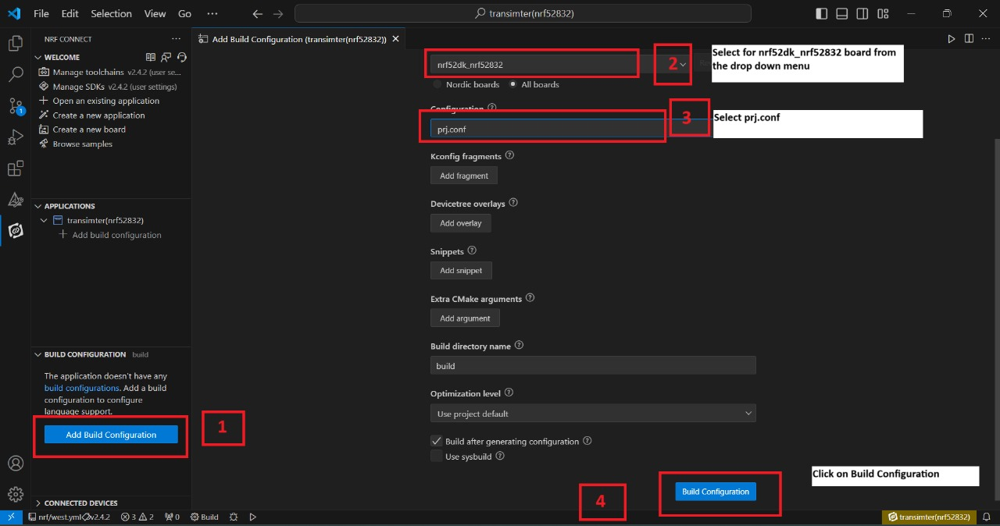 File Edit Selection View Go ···
transimter(nrf52832)
NRF CONNECT
Add Build Configuration (transimter(nrf52832))
WELCOME
Manage toolchains v2.4.2 (user se...
Manage SDKs v2.4.2 (user settings)
Open an existing application
Create a new application
Create a new board
Browse samples
APPLICATIONS
transimter(nrf52832)
Add build configuration
BUILD CONFIGURATION build
The application doesn't have any
build configurations. Add a build
configuration to configure
language support.
Add Build Configuration
1
CONNECTED DEVICES
nrf52dk_nrf52832
2
Select for nrf52dk_nrf52832 board from
the drop down menu
Nordic boards All boards
Configuration
prj.conf
3
Select prj.conf
Kconfig fragments
Add fragment
Devicetree overlays
Add overlay
Snippets
Add snippet
Extra CMake arguments
Add argument
Build directory name
build
Optimization level
Use project default
Build after generating configuration
Use sysbuild
Click on Build Configuration
Build Configuration
4
nrf/west.yml v2.4.2 3 2 0 Build
transimter(nrf52832)
1